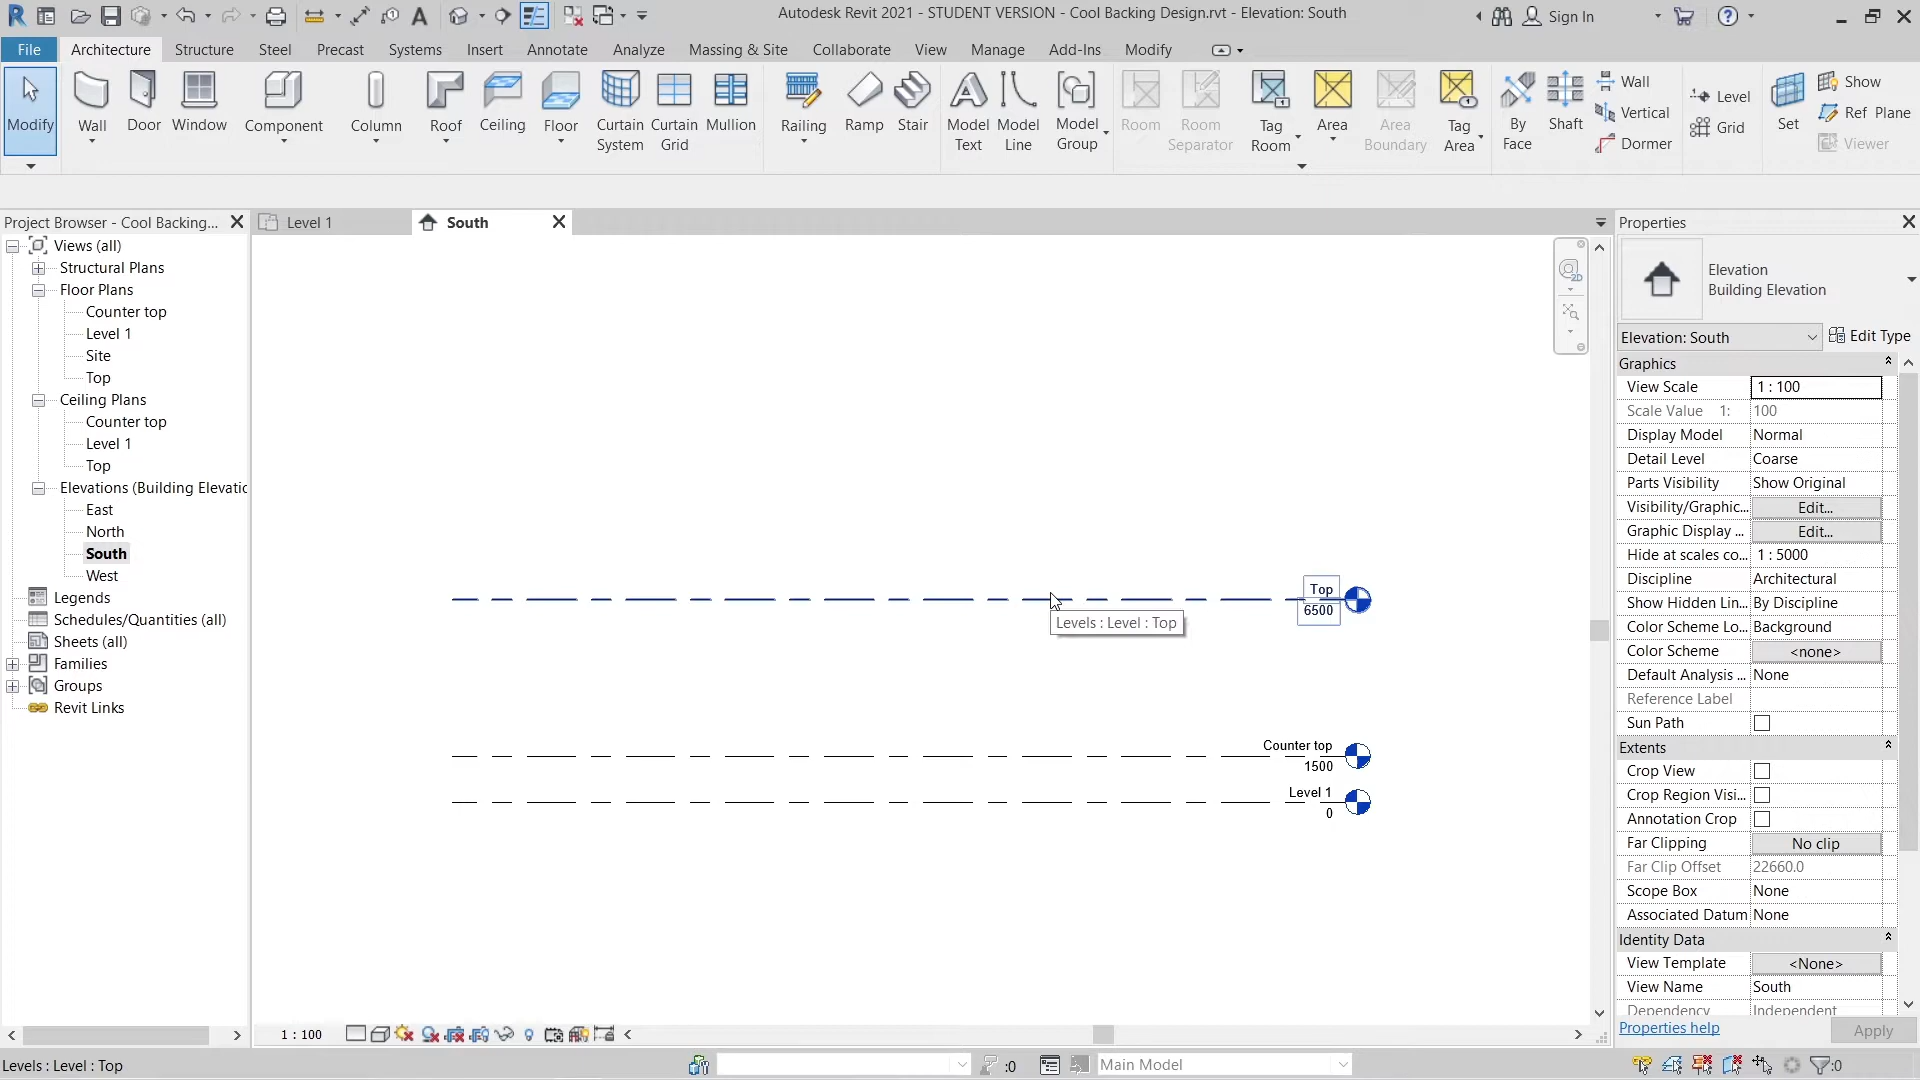 Autodesk Revit 2021 - STUDENT VERSION - Cool Backing Design.rvt - Elevation: South
Sign In
File
Architecture
Structure
Steel
Precast
Systems
Insert
Annotate
Analyze
Massing & Site
Collaborate
View
Manage
Add-Ins
Modify
Modify
Wall
Door
Window
Component
Column
Roof
Ceiling
Floor
Curtain
System
Curtain
Grid
Mullion
Railing
Ramp
Stair
Model
Text
Model
Line
Model
Group
Room
Room
Separator
Tag
Room
Area
Area
Boundary
Tag
Area
By
Face
Shaft
Wall
Vertical
Dormer
Level
Grid
Set
Show
Ref Plane
Viewer
Project Browser - Cool Backing...
Views (all)
Structural Plans
Floor Plans
Counter top
Level 1
Site
Top
Ceiling Plans
Counter top
Level 1
Top
Elevations (Building Elevatio
East
North
South
West
Legends
Schedules/Quantities (all)
Sheets (all)
Families
Groups
Revit Links
Level 1
South
2D
Top
6500
Levels : Level : Top
Counter top
1500
Level 1
0
Properties
Elevation
Building Elevation
Elevation: South
Edit Type
Graphics
View Scale 1 : 100
Scale Value 1: 100
Display Model Normal
Detail Level Coarse
Parts Visibility Show Original
Visibility/Graphic... Edit...
Graphic Display ... Edit...
Hide at scales co... 1 : 5000
Discipline Architectural
Show Hidden Lin... By Discipline
Color Scheme Lo... Background
Color Scheme <none>
Default Analysis ... None
Reference Label
Sun Path
Extents
Crop View
Crop Region Visi...
Annotation Crop
Far Clipping No clip
Far Clip Offset 22660.0
Scope Box None
Associated Datum None
Identity Data
View Template <None>
View Name South
Dependency Independent
Properties help
Apply
1 : 100
Levels : Level : Top
:0
Main Model
:0